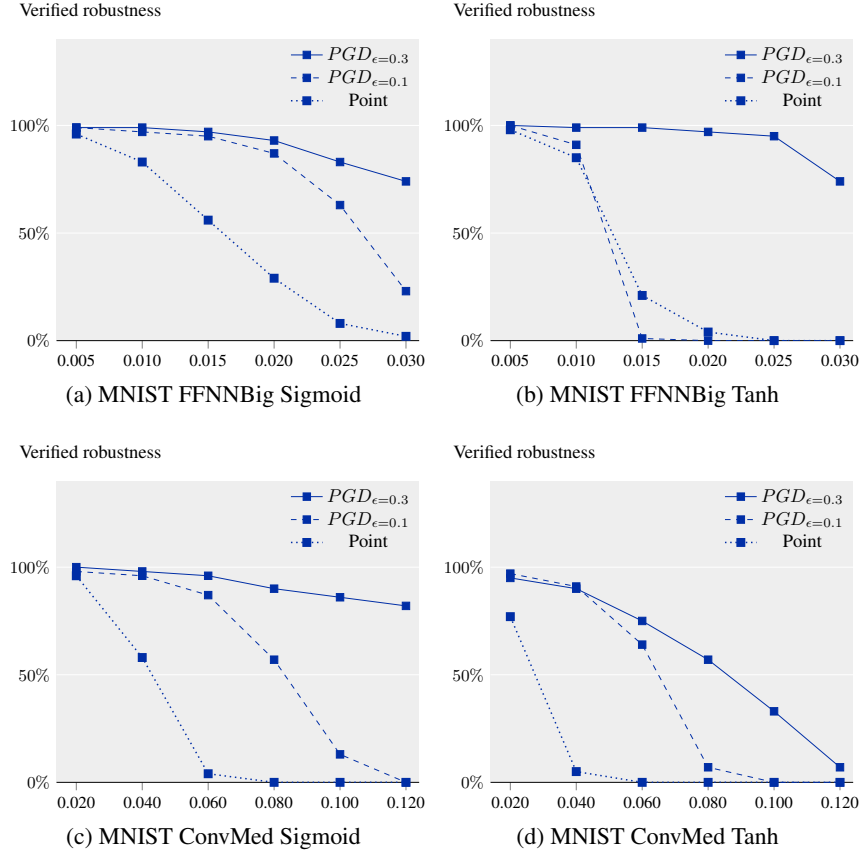 Verified robustness
PGD_{ϵ=0.3}
PGD_{ϵ=0.1}
Point
100%
50%
0%
0.005 0.010 0.015 0.020 0.025 0.030
(a) MNIST FFNNBig Sigmoid
Verified robustness
PGD_{ϵ=0.3}
PGD_{ϵ=0.1}
Point
100%
50%
0%
0.005 0.010 0.015 0.020 0.025 0.030
(b) MNIST FFNNBig Tanh
Verified robustness
PGD_{ϵ=0.3}
PGD_{ϵ=0.1}
Point
100%
50%
0%
0.020 0.040 0.060 0.080 0.100 0.120
(c) MNIST ConvMed Sigmoid
Verified robustness
PGD_{ϵ=0.3}
PGD_{ϵ=0.1}
Point
100%
50%
0%
0.020 0.040 0.060 0.080 0.100 0.120
(d) MNIST ConvMed Tanh